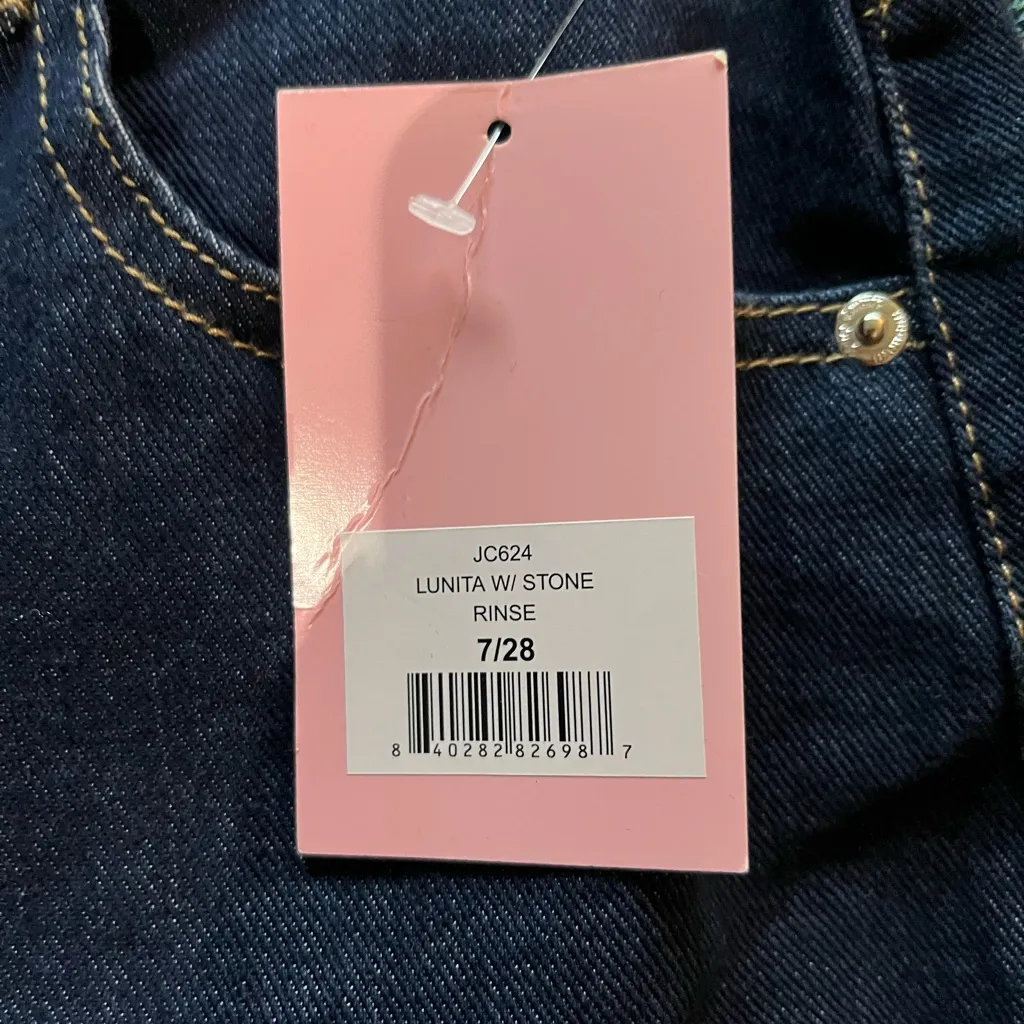 JC624
LUNITA W/ STONE
RINSE
7/28
8 40282 82698 7